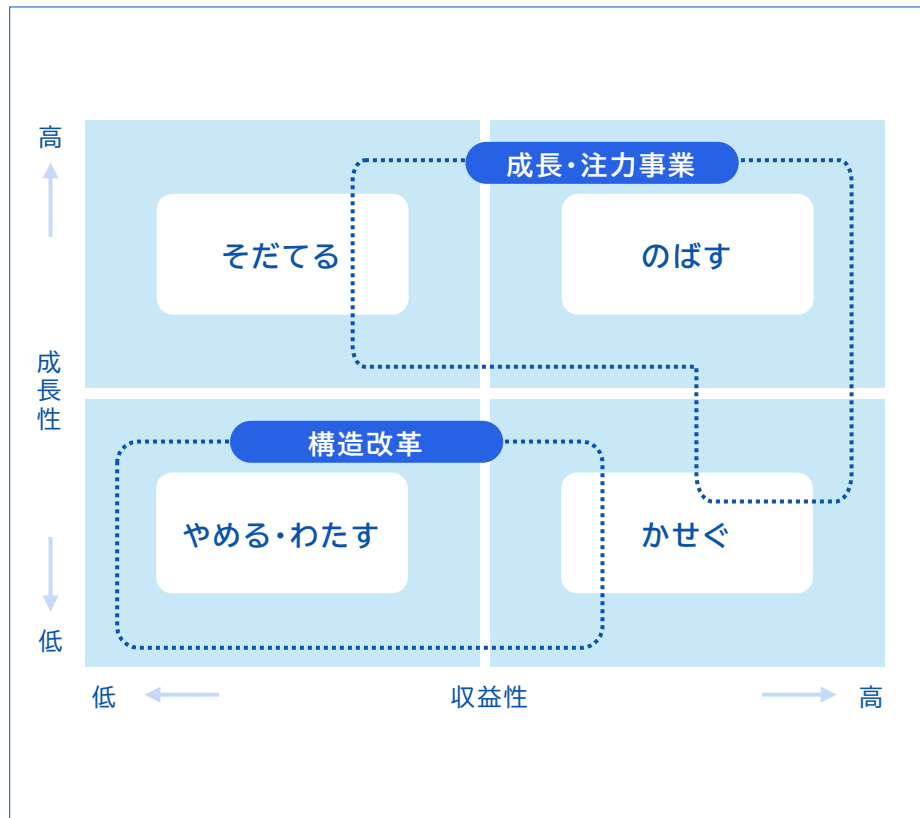 高
成長・注力事業
そだてる
のばす
成長性
構造改革
やめる・わたす
かせぐ
低
低
収益性
高